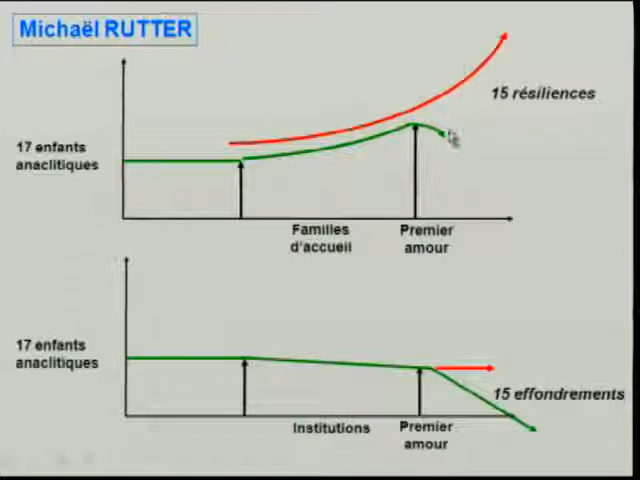 Michaël RUTTER
15 résiliences
17 enfants
anaclitiques
Familles
d'accueil
Premier
amour
17 enfants
anaclitiques
15 effondrements
Institutions
Premier
amour